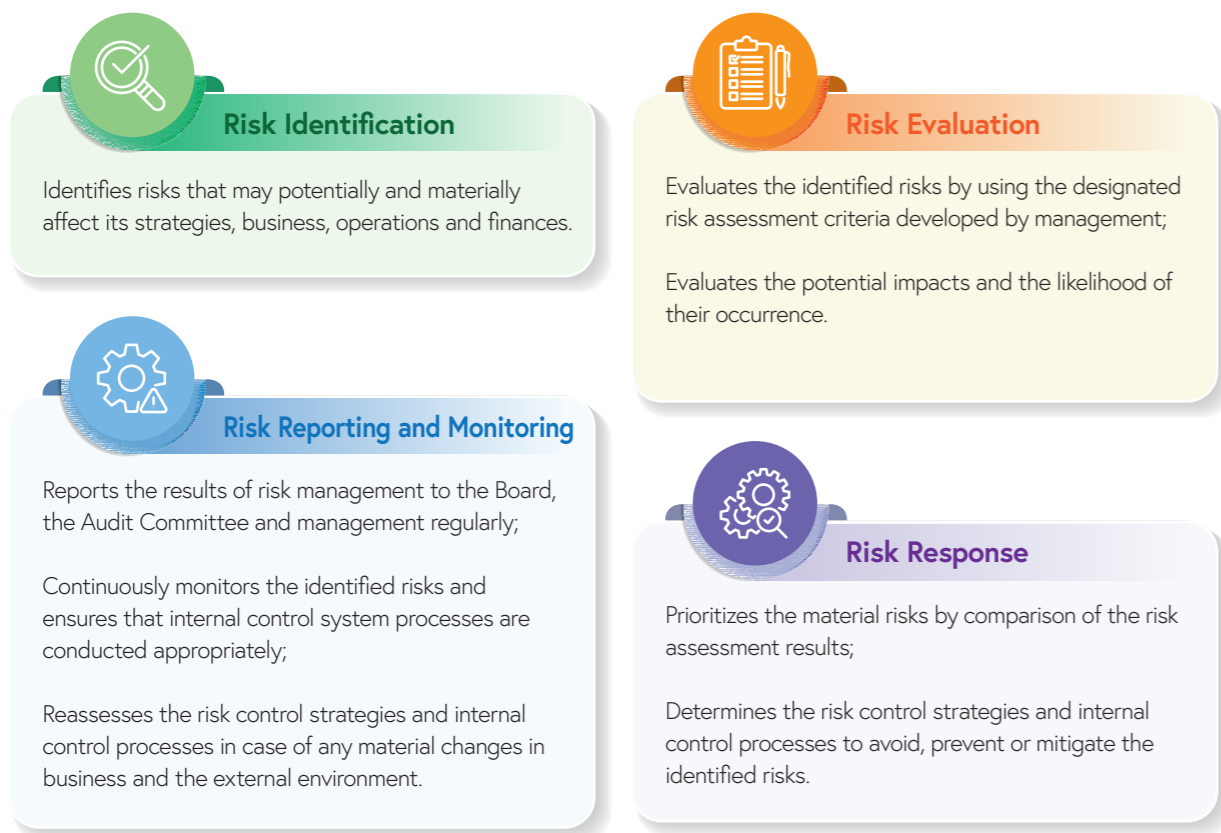 Risk Identification
Identifies risks that may potentially and materially
affect its strategies, business, operations and finances.
Risk Evaluation
Evaluates the identified risks by using the designated
risk assessment criteria developed by management;
Evaluates the potential impacts and the likelihood of
their occurrence.
Risk Reporting and Monitoring
Reports the results of risk management to the Board,
the Audit Committee and management regularly;
Continuously monitors the identified risks and
ensures that internal control system processes are
conducted appropriately;
Reassesses the risk control strategies and internal
control processes in case of any material changes in
business and the external environment.
Risk Response
Prioritizes the material risks by comparison of the risk
assessment results;
Determines the risk control strategies and internal
control processes to avoid, prevent or mitigate the
identified risks.